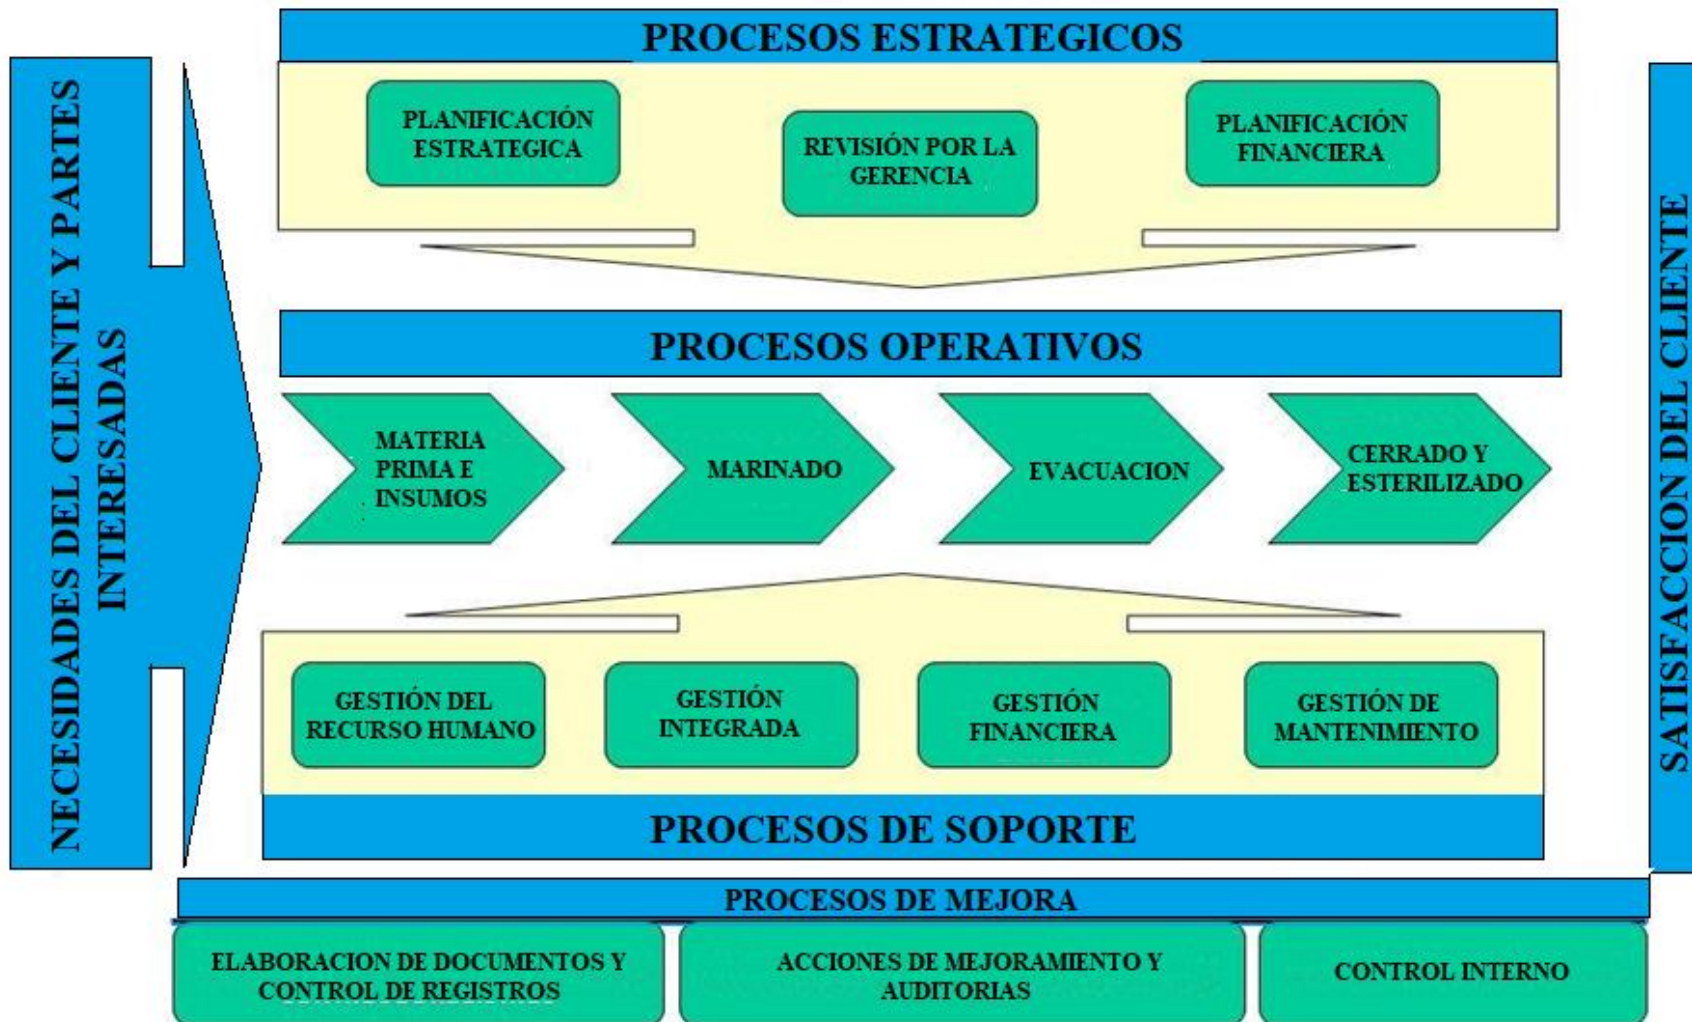 NECESIDADES DEL CLIENTE Y PARTES
INTERESADAS
PROCESOS ESTRATEGICOS
PLANIFICACIÓN
ESTRATEGICA
REVISIÓN POR LA
GERENCIA
PLANIFICACIÓN
FINANCIERA
PROCESOS OPERATIVOS
MATERIA
PRIMA E
INSUMOS
MARINADO
EVACUACION
CERRADO Y
ESTERILIZADO
GESTIÓN DEL
RECURSO HUMANO
GESTIÓN
INTEGRADA
GESTIÓN
FINANCIERA
GESTIÓN DE
MANTENIMIENTO
PROCESOS DE SOPORTE
PROCESOS DE MEJORA
ELABORACION DE DOCUMENTOS Y
CONTROL DE REGISTROS
ACCIONES DE MEJORAMIENTO Y
AUDITORIAS
CONTROL INTERNO
SATISFACCION DEL CLIENTE